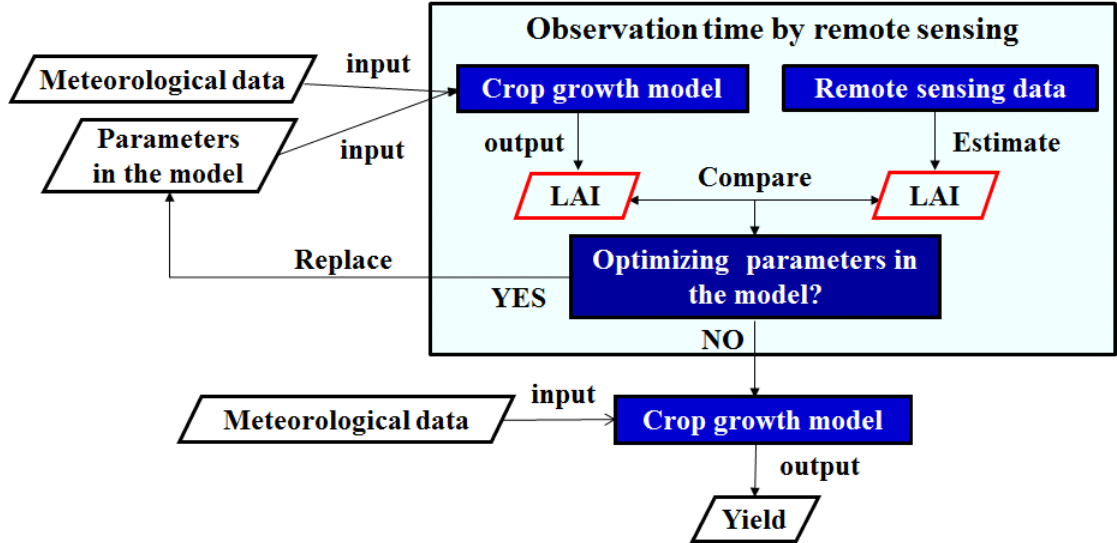 Observation time by remote sensing
Meteorological data
input
Crop growth model
Remote sensing data
Parameters
in the model
input
output
Estimate
LAI
Compare
LAI
Replace
Optimizing parameters in
the model?
YES
NO
Meteorological data
input
Crop growth model
output
Yield